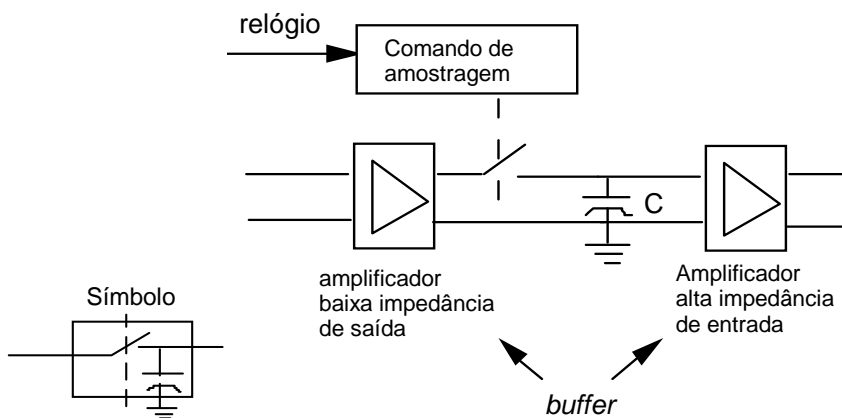 relógio
Comando de
amostragem
C
amplificador
baixa impedância
de saída
Amplificador
alta impedância
de entrada
Símbolo
buffer